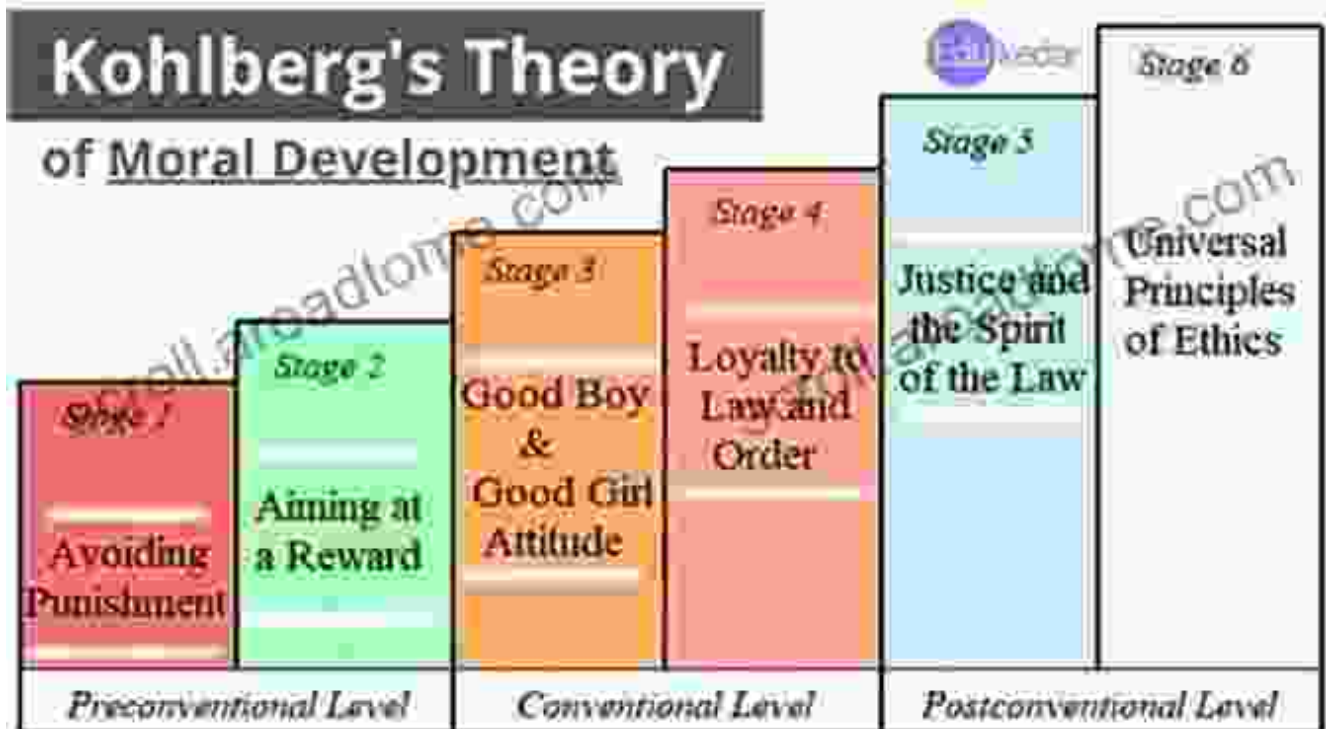 Kohlberg's Theory
of Moral Development
Edu Vedar
Stage 1
Avoiding
Punishment
Stage 2
Aiming at
a Reward
Stage 3
Good Boy
&
Good Girl
Attitude
Stage 4
Loyalty to
Law and
Order
Stage 5
Justice and
the Spirit
of the Law
Stage 6
Universal
Principles
of Ethics
Preconventional Level
Conventional Level
Postconventional Level